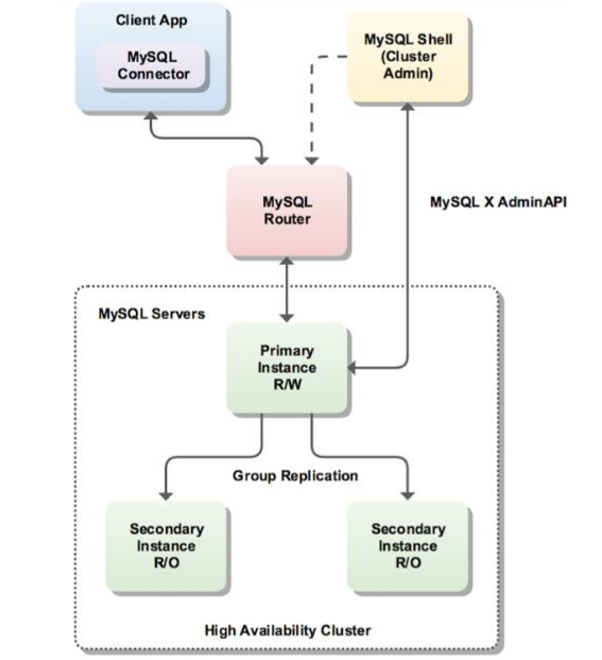 Client App
MySQL
Connector
MySQL Shell
(Cluster
Admin)
MySQL
Router
MySQL X AdminAPI
MySQL Servers
Primary
Instance
R/W
Group Replication
Secondary
Instance
R/O
Secondary
Instance
R/O
High Availability Cluster